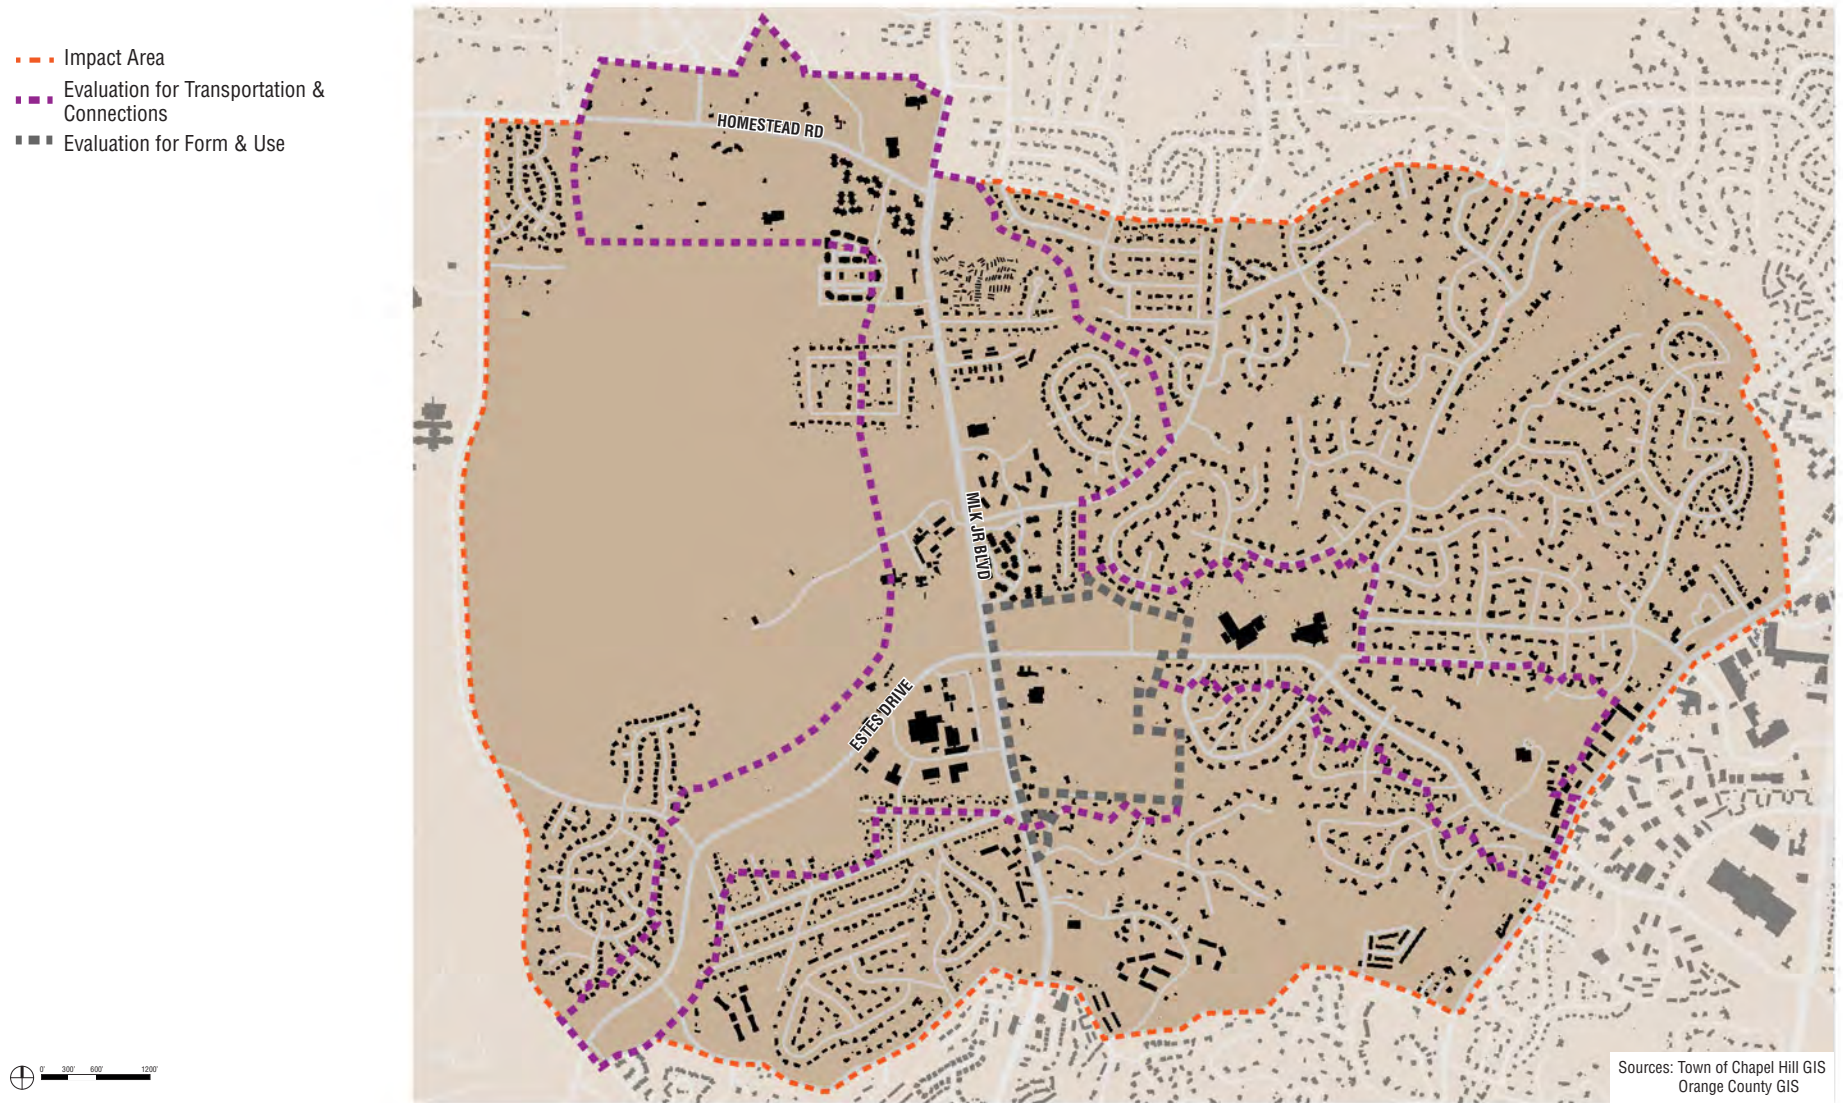 Impact Area
Evaluation for Transportation &
Connections
Evaluation for Form & Use
HOMESTEAD RD
MLK JR BLVD
ESTES DRIVE
0' 300' 600' 1200'
Sources: Town of Chapel Hill GIS
Orange County GIS